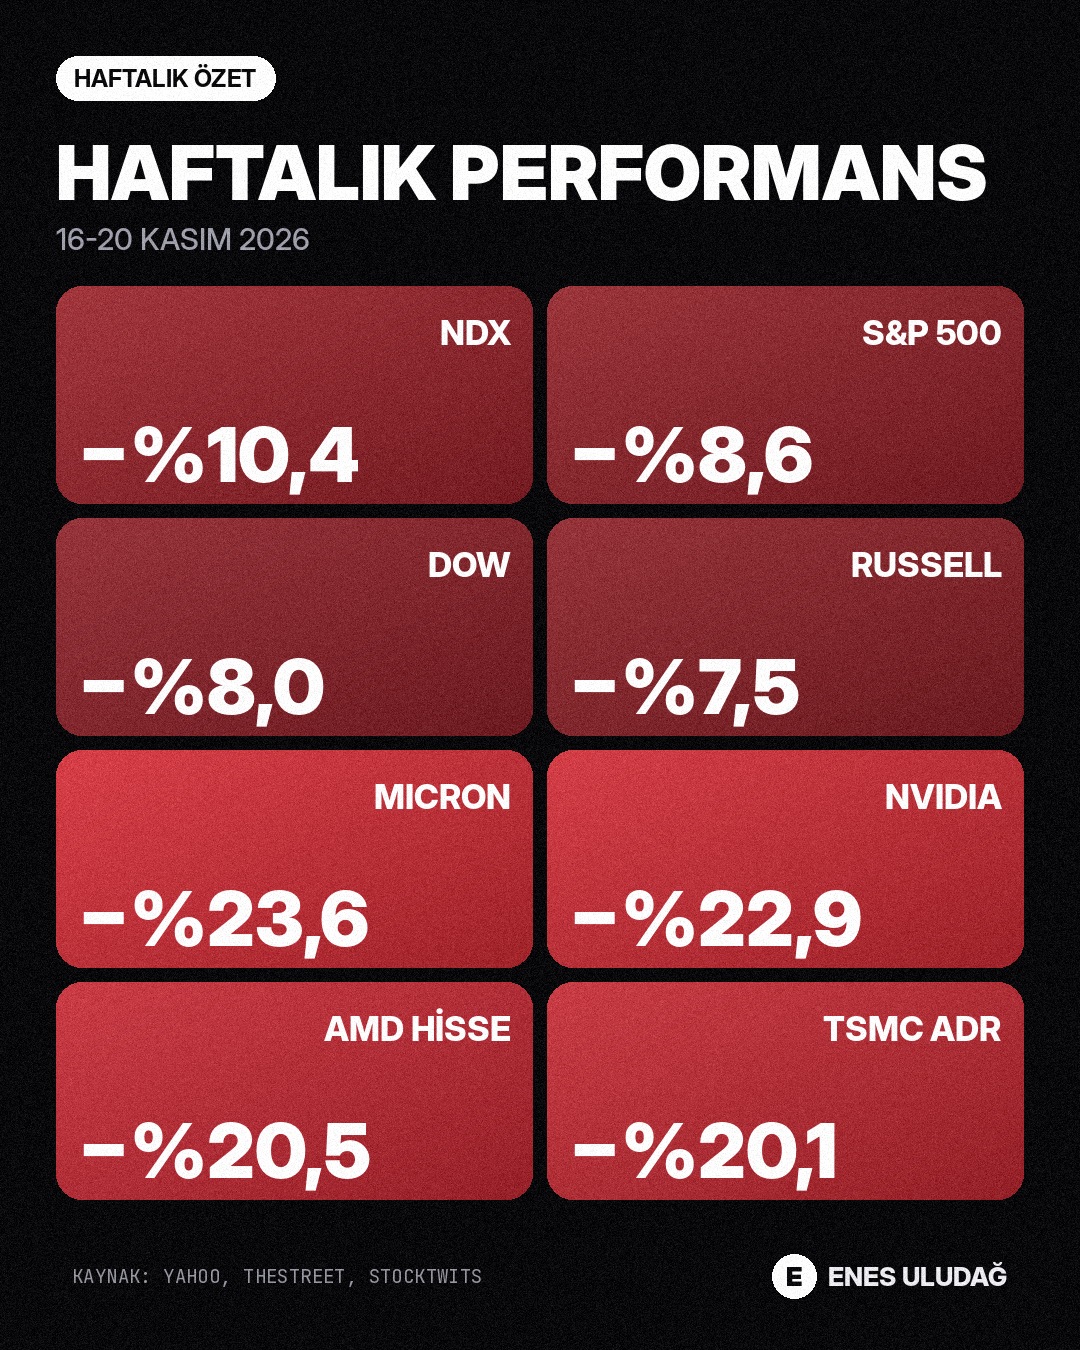 HAFTALIK ÖZET
HAFTALIK PERFORMANS
16-20 KASIM 2026
NDX
−%10,4
S&P 500
−%8,6
DOW
−%8,0
RUSSELL
−%7,5
MICRON
−%23,6
NVIDIA
−%22,9
AMD HİSSE
−%20,5
TSMC ADR
−%20,1
KAYNAK: YAHOO, THESTREET, STOCKTWITS
E ENES ULUDAĞ